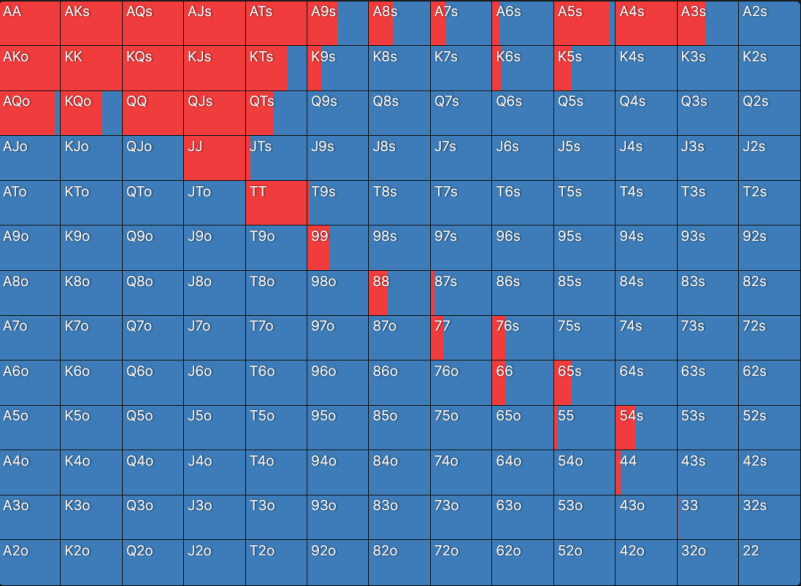 AA AKs AQs AJs ATs A9s A8s A7s A6s A5s A4s A3s A2s
AKo KK KQs KJs KTs K9s K8s K7s K6s K5s K4s K3s K2s
AQo KQo QQ QJs QTs Q9s Q8s Q7s Q6s Q5s Q4s Q3s Q2s
AJo KJo QJo JJ JTs J9s J8s J7s J6s J5s J4s J3s J2s
ATo KTo QTo JTo TT T9s T8s T7s T6s T5s T4s T3s T2s
A9o K9o Q9o J9o T9o 99 98s 97s 96s 95s 94s 93s 92s
A8o K8o Q8o J8o T8o 98o 88 87s 86s 85s 84s 83s 82s
A7o K7o Q7o J7o T7o 97o 87o 77 76s 75s 74s 73s 72s
A6o K6o Q6o J6o T6o 96o 86o 76o 66 65s 64s 63s 62s
A5o K5o Q5o J5o T5o 95o 85o 75o 65o 55 54s 53s 52s
A4o K4o Q4o J4o T4o 94o 84o 74o 64o 54o 44 43s 42s
A3o K3o Q3o J3o T3o 93o 83o 73o 63o 53o 43o 33 32s
A2o K2o Q2o J2o T2o 92o 82o 72o 62o 52o 42o 32o 22